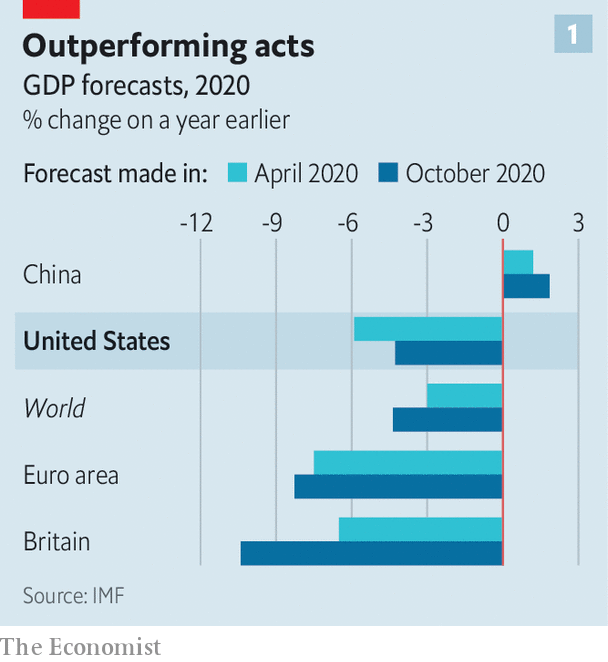 1
Outperforming acts
GDP forecasts, 2020
% change on a year earlier
Forecast made in: April 2020 October 2020
-12 -9 -6 -3 0 3
China
United States
World
Euro area
Britain
Source: IMF
The Economist